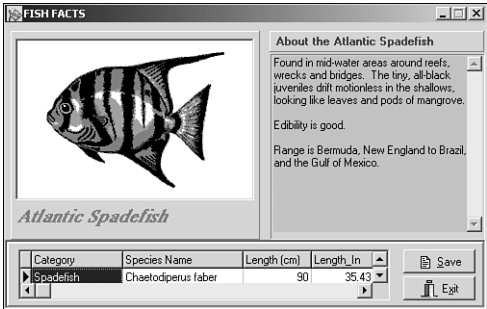 FISH FACTS
Atlantic Spadefish
About the Atlantic Spadefish
Found in mid-water areas around reefs,
wrecks and bridges. The tiny, all-black
juveniles drift motionless in the shallows,
looking like leaves and pods of mangrove.
Edibility is good.
Range is Bermuda, New England to Brazil,
and the Gulf of Mexico.
Category Species Name Length (cm) Length_In
Spadefish Chaetodiperus faber 90 35.43
Save
Exit